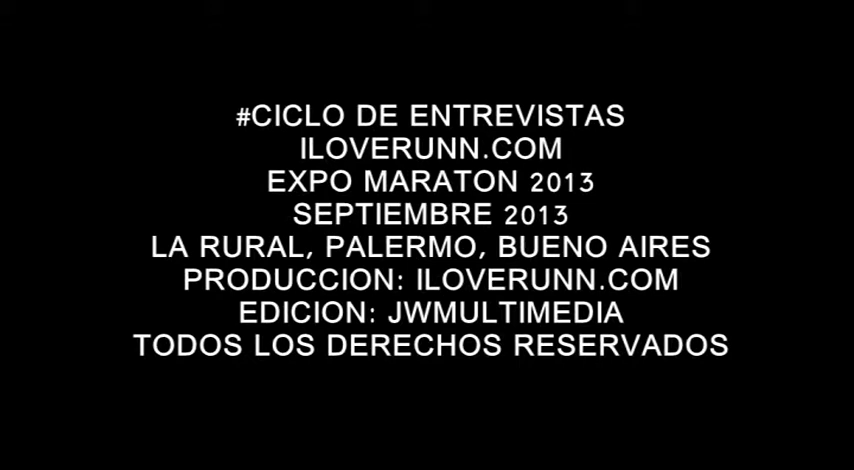 #CICLO DE ENTREVISTAS
ILOVERUNN.COM
EXPO MARATON 2013
SEPTIEMBRE 2013
LA RURAL, PALERMO, BUENO AIRES
PRODUCCION: ILOVERUNN.COM
EDICION: JWMULTIMEDIA
TODOS LOS DERECHOS RESERVADOS